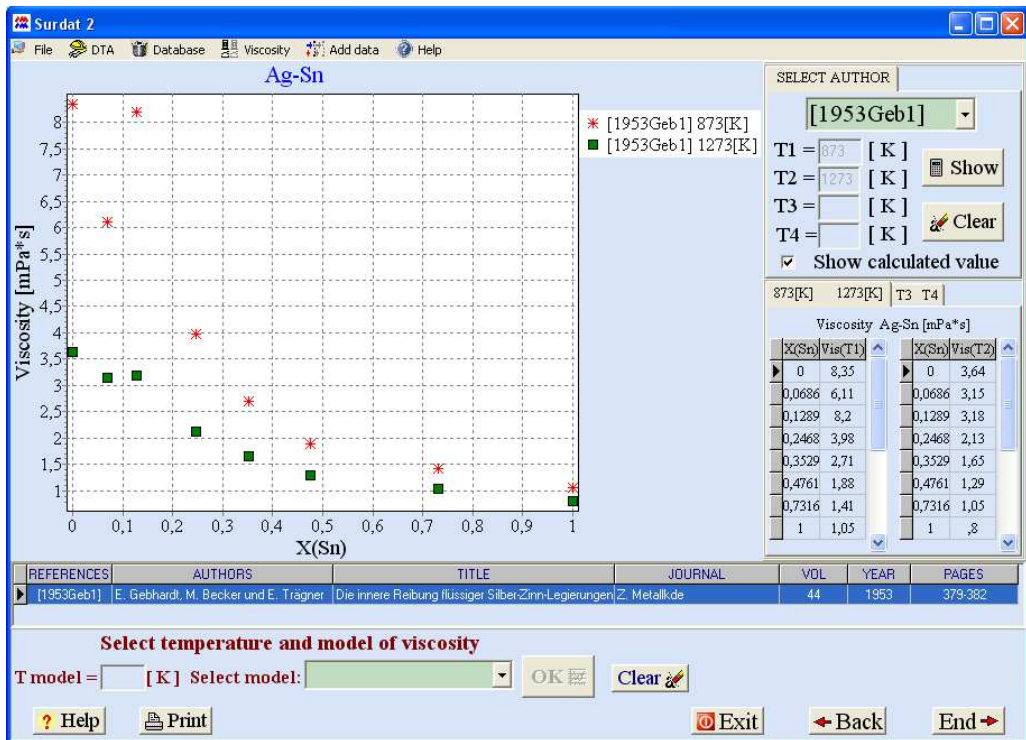 Surdat 2
File DTA Database Viscosity Add data Help
Ag-Sn
8
7,5
7
6,5
6
5,5
5
4,5
4
3,5
3
2,5
2
1,5
1
Viscosity [mPa*s]
0 0,1 0,2 0,3 0,4 0,5 0,6 0,7 0,8 0,9 1
X(Sn)
[1953Geb1] 873[K]
[1953Geb1] 1273[K]
SELECT AUTHOR
[1953Geb1]
T1 = 873 [ K ]
T2 = 1273 [ K ]
T3 = [ K ]
T4 = [ K ]
Show
Clear
Show calculated value
873[K] 1273[K] T3 T4
Viscosity Ag-Sn [mPa*s]
X(Sn) Vis(T1) X(Sn) Vis(T2)
0 8,35 0 3,64
0,0686 6,11 0,0686 3,15
0,1289 8,2 0,1289 3,18
0,2468 3,98 0,2468 2,13
0,3529 2,71 0,3529 1,65
0,4761 1,88 0,4761 1,29
0,7316 1,41 0,7316 1,05
1 1,05 1 ,8
REFERENCES AUTHORS TITLE JOURNAL VOL YEAR PAGES
[1953Geb1] E. Gebhardt, M. Becker und E. Trägner Die innere Reibung flüssiger Silber-Zinn-Legierungen Z. Metallkde 44 1953 379-382
Select temperature and model of viscosity
T model = [ K ] Select model: OK Clear
? Help Print Exit Back End